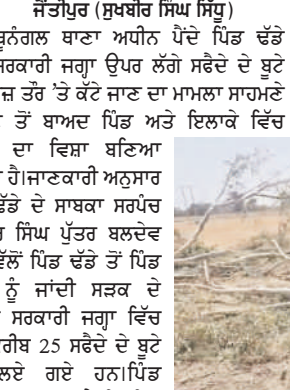 ਜੈਂਤੀਪੁਰ (ਸੁਖਬੀਰ ਸਿੰਘ ਸਿੱਧੂ)
ਥਾਣਾ ਅਧੀਨ ਪੈਂਦੇ ਪਿੰਡ ਢੱਡੇ
ਸਰਕਾਰੀ ਜਗ੍ਹਾ ਉਪਰ ਲੱਗੇ ਸਫੈਦੇ ਦੇ ਬੂਟੇ
ਤੌਰ 'ਤੇ ਕੱਟੇ ਜਾਣ ਦਾ ਮਾਮਲਾ ਸਾਹਮਣੇ
ਤੋਂ ਬਾਅਦ ਪਿੰਡ ਅਤੇ ਇਲਾਕੇ ਵਿੱਚ
ਦਾ ਵਿਸ਼ਾ ਬਣਿਆ
ਹੈ।ਜਾਣਕਾਰੀ ਅਨੁਸਾਰ
ਢੱਡੇ ਦੇ ਸਾਬਕਾ ਸਰਪੰਚ
ਸਿੰਘ ਪੁੱਤਰ ਬਲਦੇਵ
ਵੱਲੋਂ ਪਿੰਡ ਢੱਡੇ ਤੋਂ ਪਿੰਡ
ਨੂੰ ਜਾਂਦੀ ਸੜਕ ਦੇ
ਸਰਕਾਰੀ ਜਗ੍ਹਾ ਵਿੱਚ
ਕਰੀਬ 25 ਸਫੈਦੇ ਦੇ ਬੂਟੇ
ਲਏ ਗਏ ਹਨ।ਪਿੰਡ